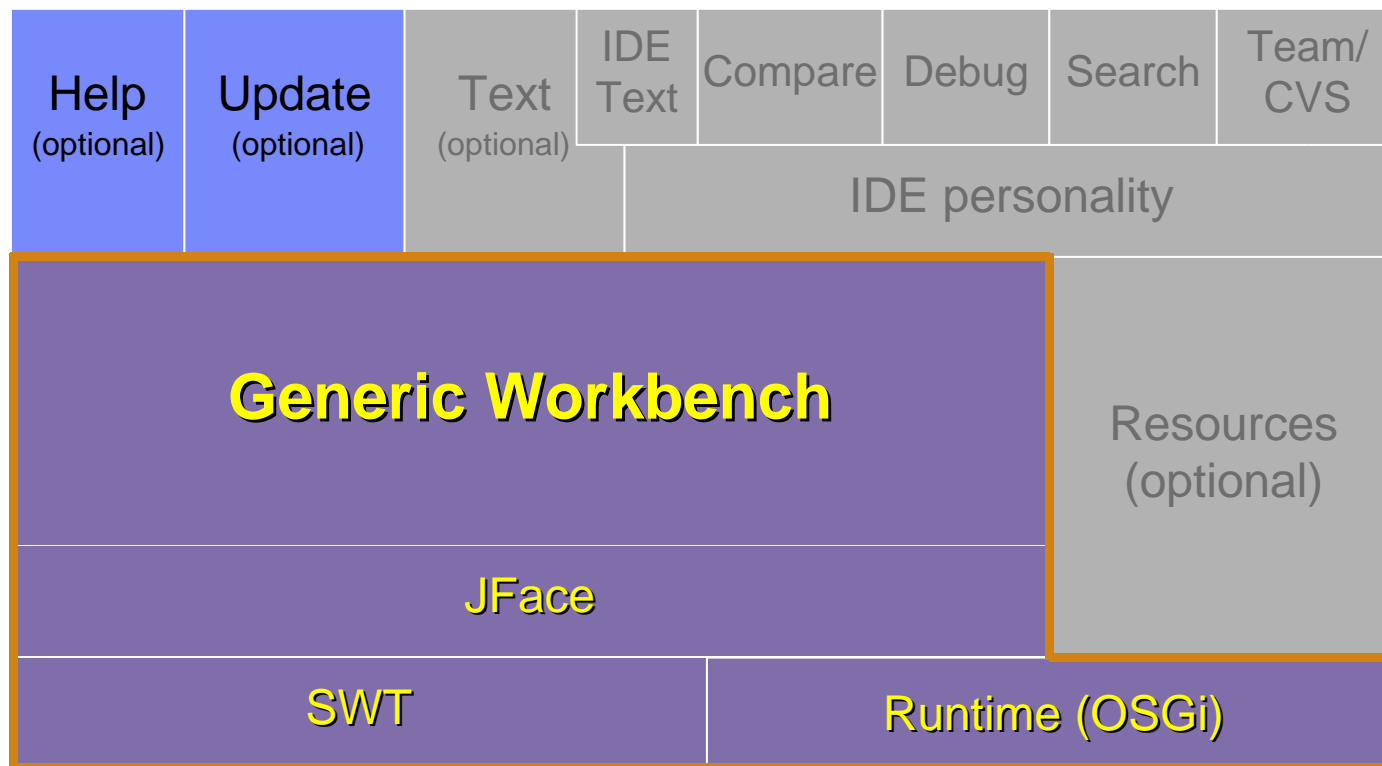 Help
(optional)
Update
(optional)
Text
(optional)
IDE
Text
Compare
Debug
Search
Team/
CVS
IDE personality
Generic Workbench
Resources
(optional)
JFace
SWT
Runtime (OSGi)